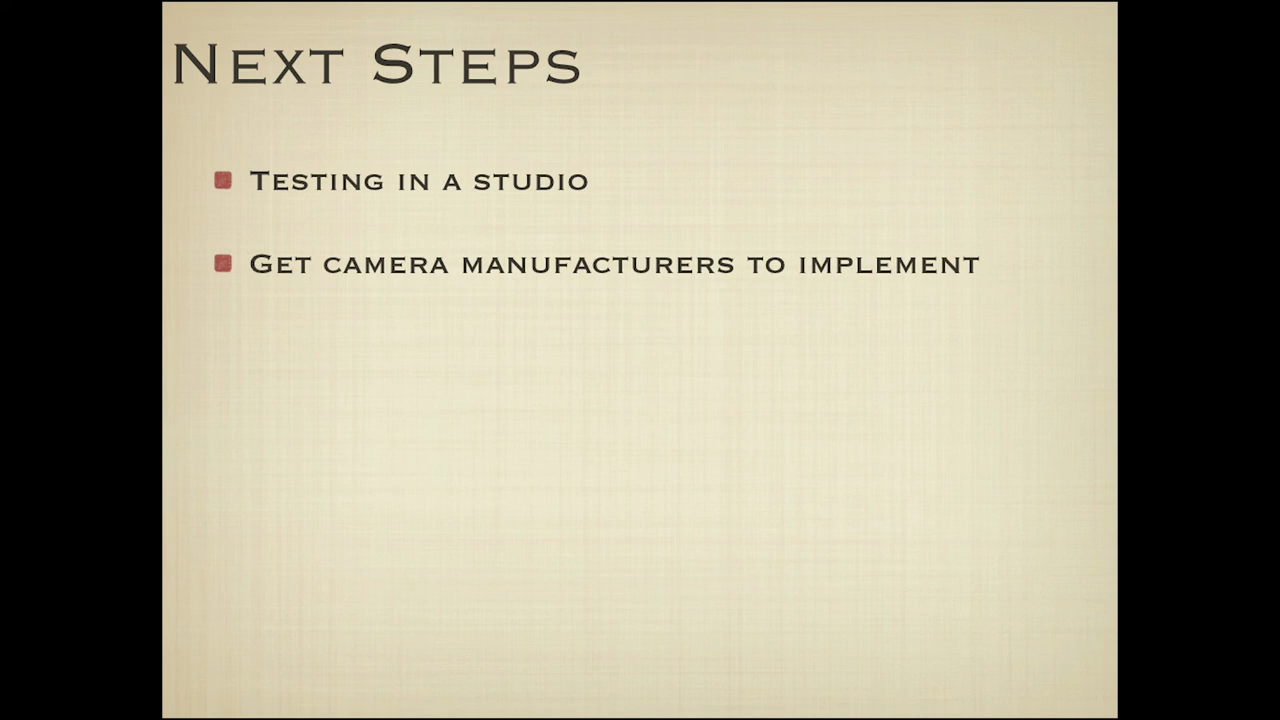 Next Steps
Testing in a studio
Get camera manufacturers to implement